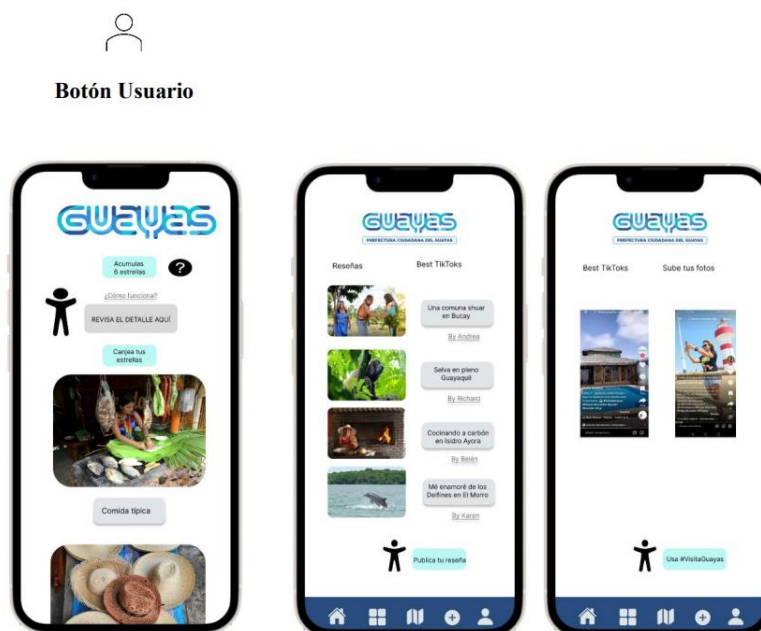 Botón Usuario
GUAYAS
Acumulas
6 estrellas
?
¿Cómo funciona?
REVISA EL DETALLE AQUÍ
Canjea tus
estrellas
Comida típica
GUAYAS
PREFECTURA CIUDADANA DEL GUAYAS
Reseñas
Best TikToks
Una comuna shuar
en Bucay
By Andrea
Selva en pleno
Guayaquil
By Richard
Cocinando a carbón
en Isidro Ayora
By Belén
Mé enamoré de los
Delfines en El Morro
By Karen
Publica tu reseña
GUAYAS
PREFECTURA CIUDADANA DEL GUAYAS
Best TikToks
Sube tus fotos
Usa #VisitaGuayas